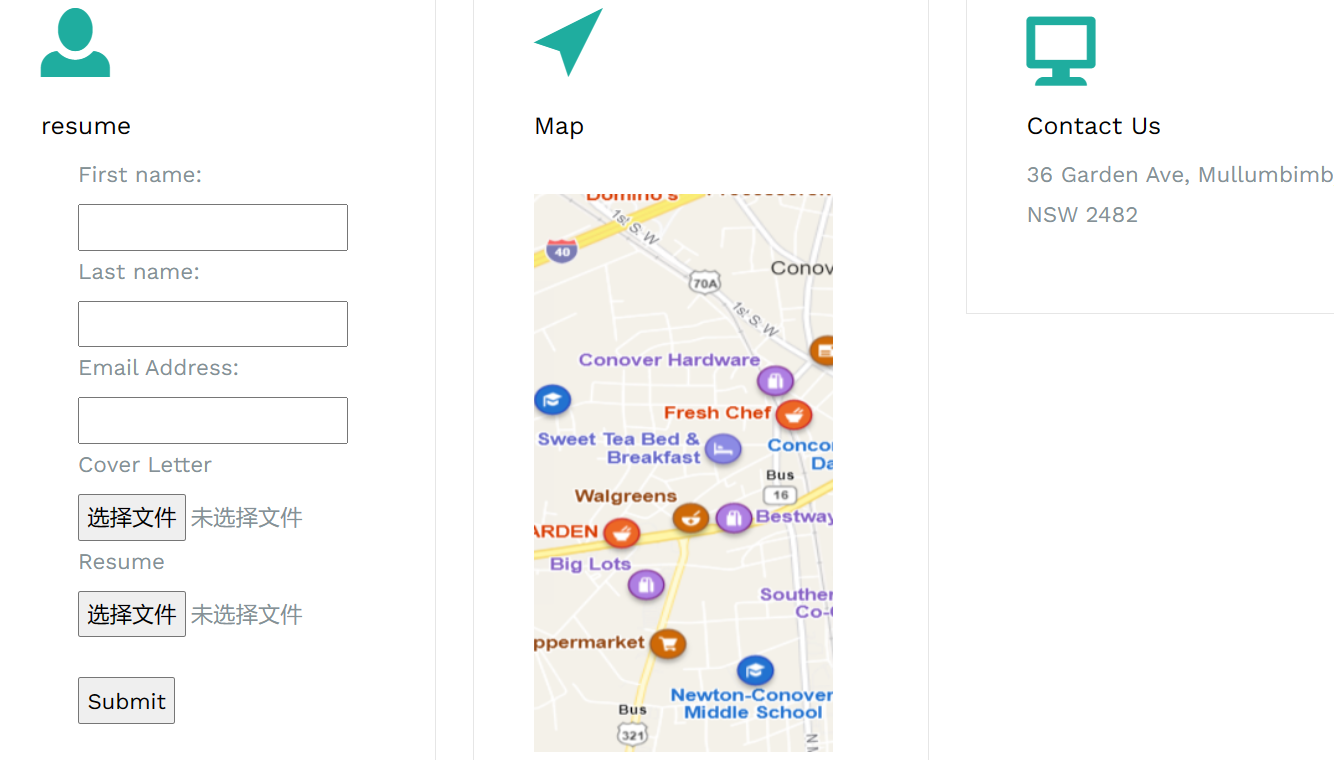 resume
First name:
Last name:
Email Address:
Cover Letter
选择文件 未选择文件
Resume
选择文件 未选择文件
Submit
Map
Domino's
1st S. W
40
Conov
70A
1st S. W
Conover Hardware
Fresh Chef
Sweet Tea Bed &
Breakfast
Conco
Da
Bus
16
Walgreens
Bestway
ARDEN
Big Lots
Souther
Co-
ppermarket
Newton-Conover
Middle School
Bus
321
Contact Us
36 Garden Ave, Mullumbimb
NSW 2482